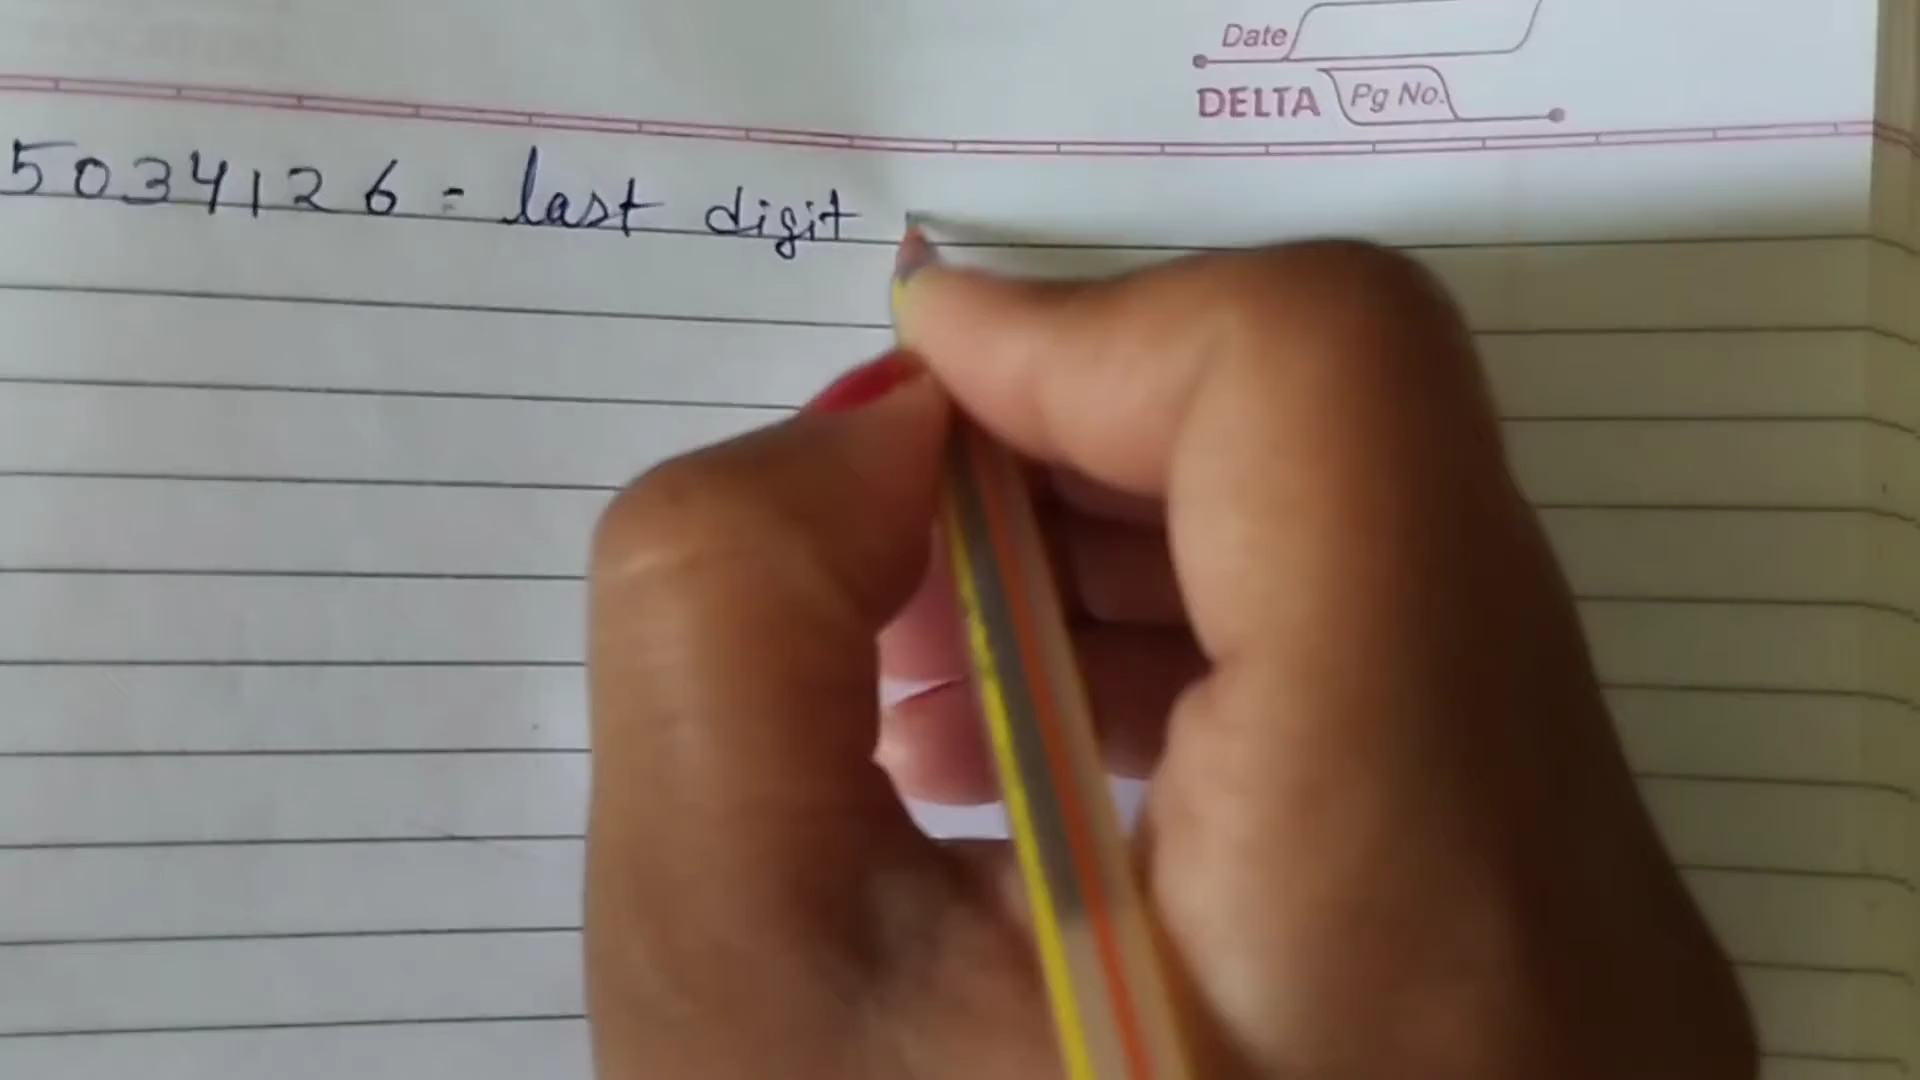 Date
DELTA Pg No.
5034126 = last digit